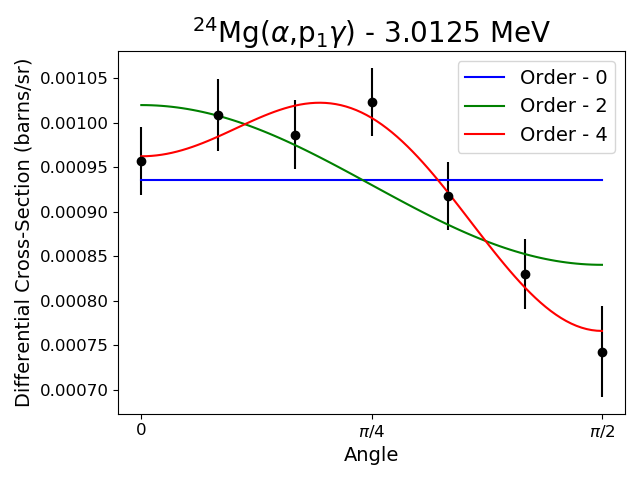 ²⁴Mg(α,p₁γ) - 3.0125 MeV
Order - 0
Order - 2
Order - 4
Differential Cross-Section (barns/sr)
0.00105
0.00100
0.00095
0.00090
0.00085
0.00080
0.00075
0.00070
0 π/4 π/2
Angle